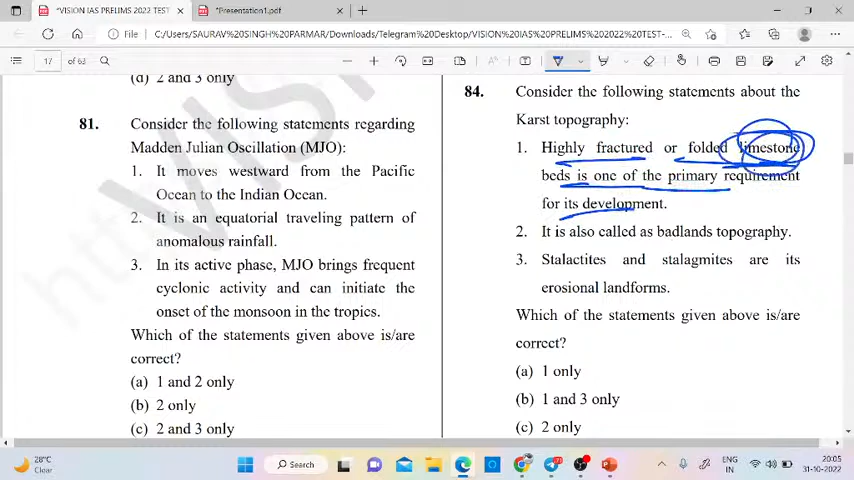 *VISION IAS PRELIMS 2022 TEST
*Presentation1.pdf
File
C:/Users/SAURAV%20SINGH%20PARMAR/Downloads/Telegram%20Desktop/VISION%20IAS%20PRELIMS%202022%20TEST-...
17 of 63
(d) 2 and 3 only
81. Consider the following statements regarding
Madden Julian Oscillation (MJO):
1. It moves westward from the Pacific
Ocean to the Indian Ocean.
2. It is an equatorial traveling pattern of
anomalous rainfall.
3. In its active phase, MJO brings frequent
cyclonic activity and can initiate the
onset of the monsoon in the tropics.
Which of the statements given above is/are
correct?
(a) 1 and 2 only
(b) 2 only
(c) 2 and 3 only
84. Consider the following statements about the
Karst topography:
1. Highly fractured or folded limestone
beds is one of the primary requirement
for its development.
2. It is also called as badlands topography.
3. Stalactites and stalagmites are its
erosional landforms.
Which of the statements given above is/are
correct?
(a) 1 only
(b) 1 and 3 only
(c) 2 only
28°C
Clear
Search
ENG
IN
20:05
31-10-2022